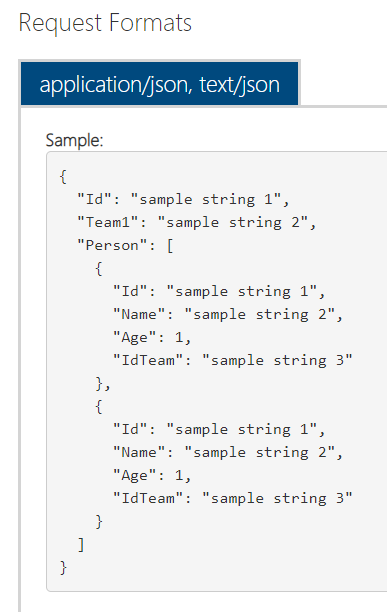 Request Formats
application/json, text/json
Sample:
{
  "Id": "sample string 1",
  "Team1": "sample string 2",
  "Person": [
    {
      "Id": "sample string 1",
      "Name": "sample string 2",
      "Age": 1,
      "IdTeam": "sample string 3"
    },
    {
      "Id": "sample string 1",
      "Name": "sample string 2",
      "Age": 1,
      "IdTeam": "sample string 3"
    }
  ]
}